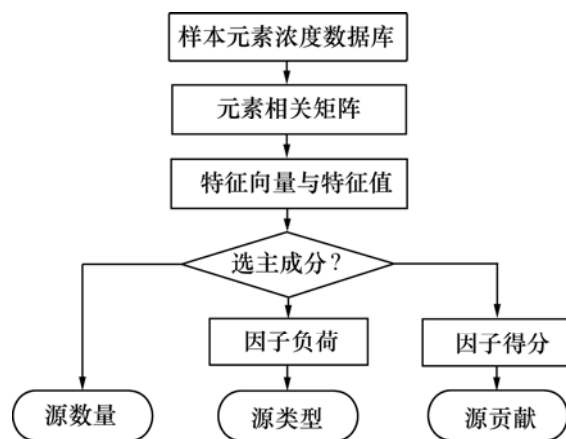 样本元素浓度数据库
元素相关矩阵
特征向量与特征值
选主成分?
因子负荷
因子得分
源数量
源类型
源贡献